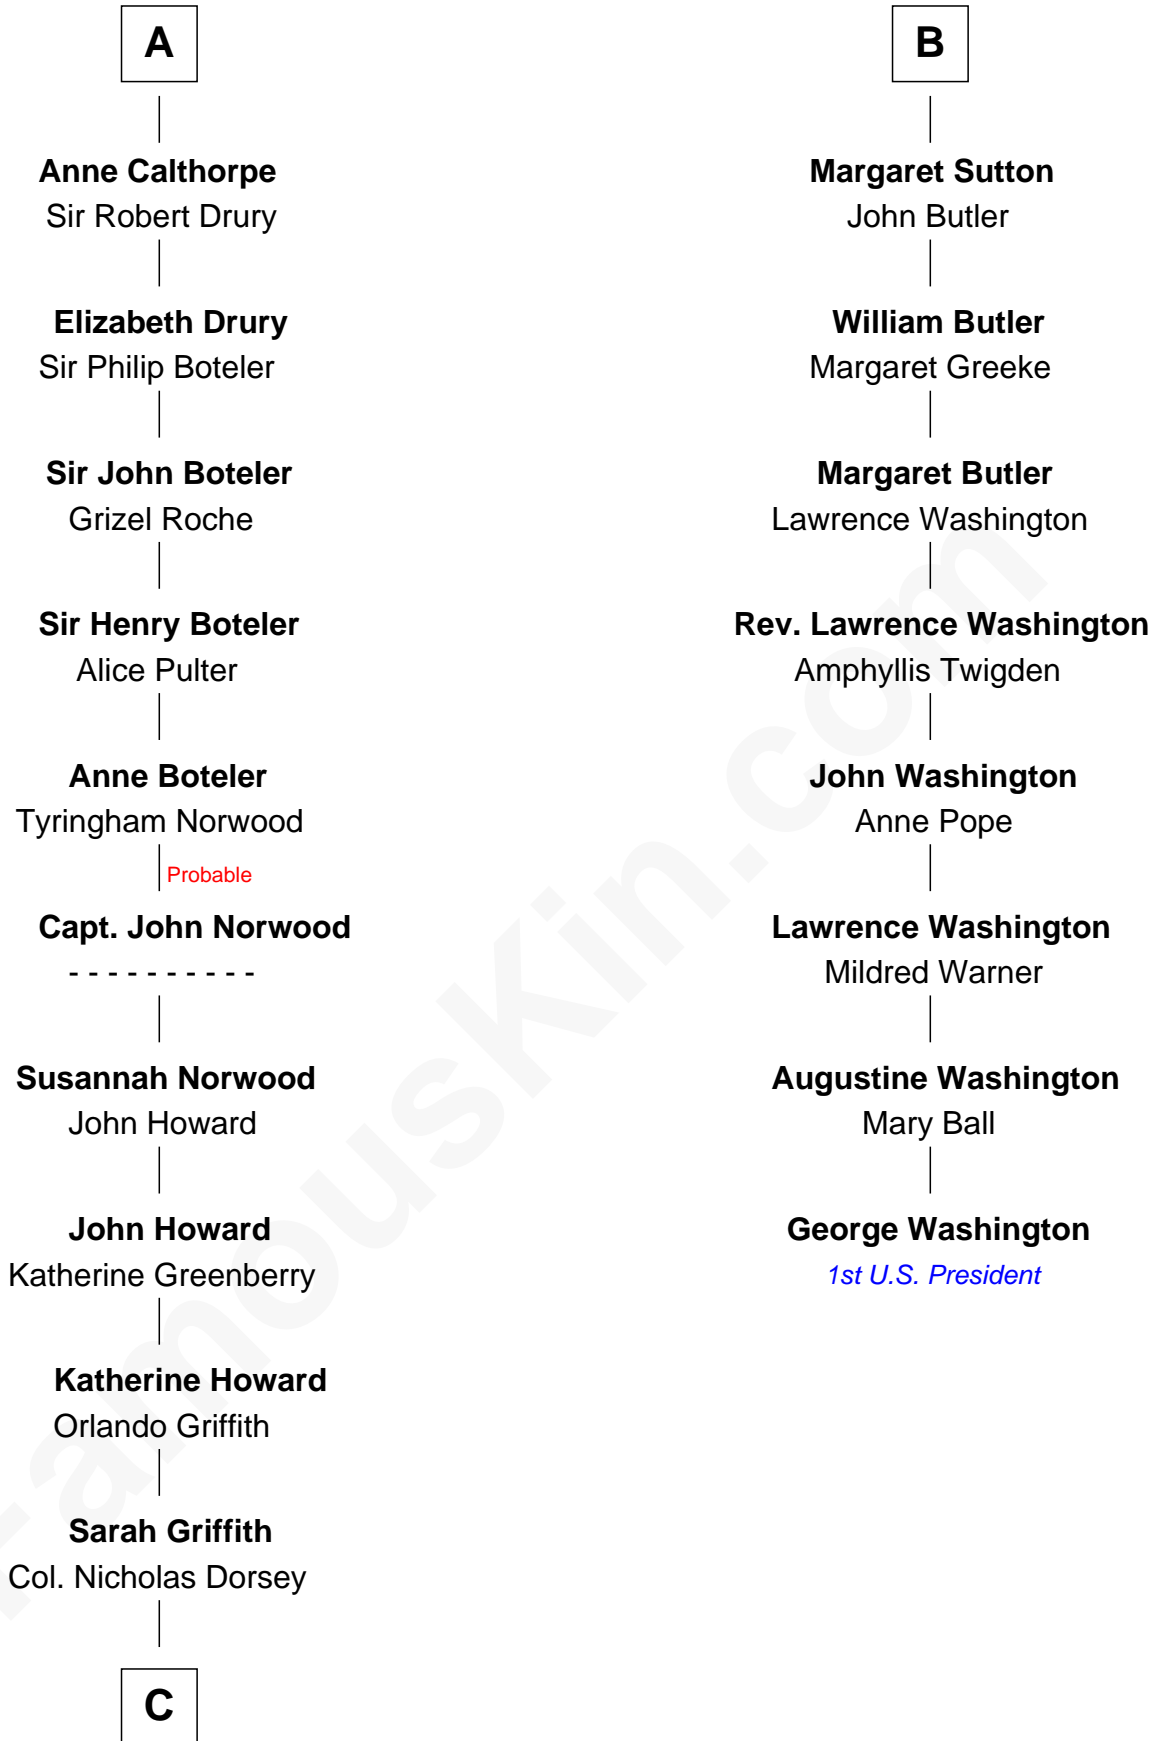 A
Anne Calthorpe
Sir Robert Drury
Elizabeth Drury
Sir Philip Boteler
Sir John Boteler
Grizel Roche
Sir Henry Boteler
Alice Pulter
Anne Boteler
Tyringham Norwood
Probable
Capt. John Norwood
- - - - - - - - - -
Susannah Norwood
John Howard
John Howard
Katherine Greenberry
Katherine Howard
Orlando Griffith
Sarah Griffith
Col. Nicholas Dorsey
C
B
Margaret Sutton
John Butler
William Butler
Margaret Greeke
Margaret Butler
Lawrence Washington
Rev. Lawrence Washington
Amphyllis Twigden
John Washington
Anne Pope
Lawrence Washington
Mildred Warner
Augustine Washington
Mary Ball
George Washington
1st U.S. President
FamousKin.com